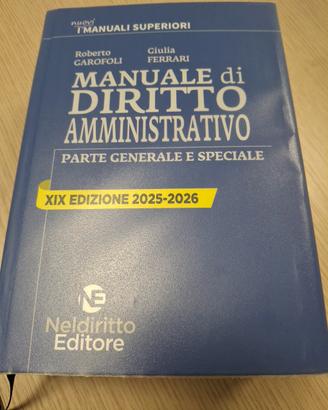 nuovi
i MANUALI SUPERIORI
Roberto GAROFOLI
Giulia FERRARI
MANUALE di
DIRITTO
AMMINISTRATIVO
PARTE GENERALE E SPECIALE
XIX EDIZIONE 2025-2026
NE
Neldiritto
Editore